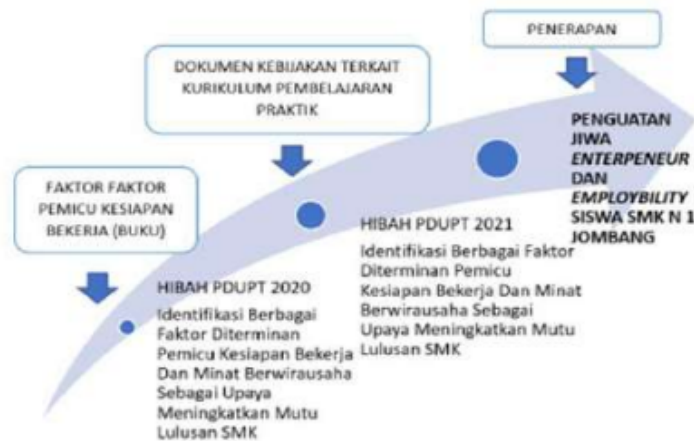 PENERAPAN
DOKUMEN KEBIJAKAN TERKAIT
KURIKULUM PEMBELAJARAN
PRAKTIK
FAKTOR FAKTOR
PEMICU KESIAPAN
BEKERJA (BUKU)
HIBAH PDUPT 2020
Identifikasi Berbagai
Faktor Diterminan
Pemicu Kesiapan Bekerja
Dan Minat Berwirausaha
Sebagai Upaya
Meningkatkan Mutu
Lulusan SMK
HIBAH PDUPT 2021
Identifikasi Berbagai Faktor
Diterminan Pemicu
Kesiapan Bekerja Dan Minat
Berwirausaha Sebagai
Upaya Meningkatkan Mutu
Lulusan SMK
PENGUATAN
JIWA
ENTERPENEUR
DAN
EMPLOYBILITY
SISWA SMK N 1
JOMBANG